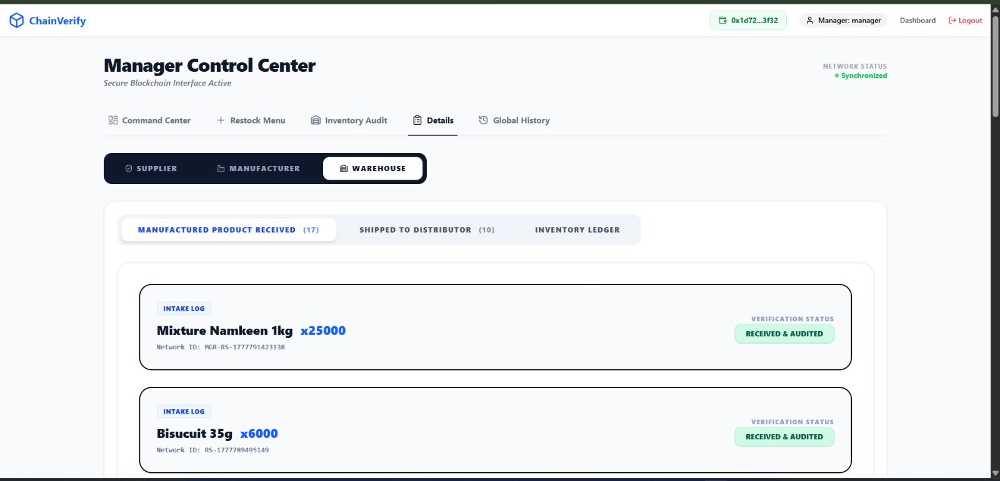 ChainVerify
0x1d72...3f32
Manager: manager
Dashboard
Logout
Manager Control Center
Secure Blockchain Interface Active
NETWORK STATUS
Synchronized
Command Center
Restock Menu
Inventory Audit
Details
Global History
SUPPLIER
MANUFACTURER
WAREHOUSE
MANUFACTURED PRODUCT RECEIVED (17)
SHIPPED TO DISTRIBUTOR (10)
INVENTORY LEDGER
INTAKE LOG
Mixture Namkeen 1kg x25000
Network ID: MGR-RS-1777791423138
VERIFICATION STATUS
RECEIVED & AUDITED
INTAKE LOG
Bisucuit 35g x6000
Network ID: RS-1777789495149
VERIFICATION STATUS
RECEIVED & AUDITED